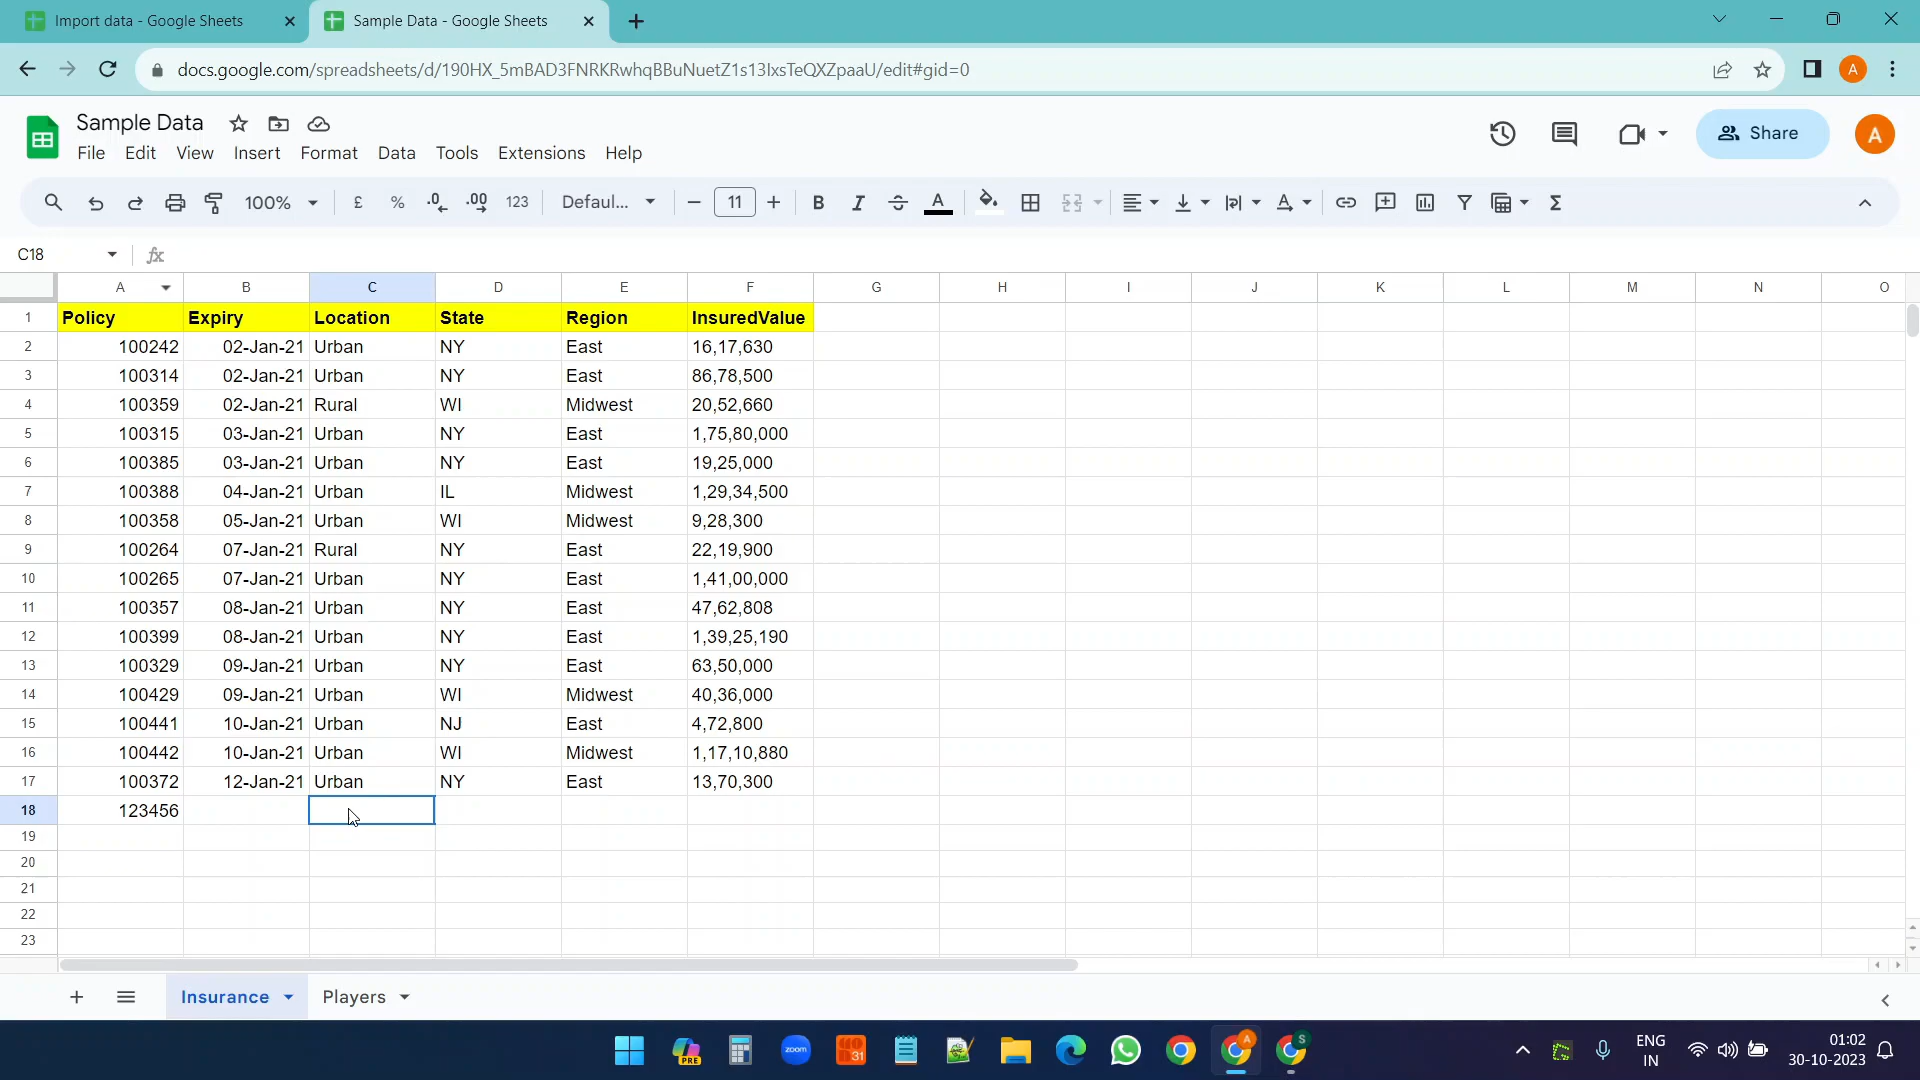 Import data - Google Sheets
Sample Data - Google Sheets
docs.google.com/spreadsheets/d/190HX_5mBAD3FNRKRwhqBBuNuetZ1s13IxsTeQXZpaaU/edit#gid=0
A
Sample Data
Share
A
File Edit View Insert Format Data Tools Extensions Help
100% £ % .0 .00 123 Defaul... 11 B I A
C18 fx
A B C D E F G H I J K L M N O
1 Policy Expiry Location State Region InsuredValue
2 100242 02-Jan-21 Urban NY East 16,17,630
3 100314 02-Jan-21 Urban NY East 86,78,500
4 100359 02-Jan-21 Rural WI Midwest 20,52,660
5 100315 03-Jan-21 Urban NY East 1,75,80,000
6 100385 03-Jan-21 Urban NY East 19,25,000
7 100388 04-Jan-21 Urban IL Midwest 1,29,34,500
8 100358 05-Jan-21 Urban WI Midwest 9,28,300
9 100264 07-Jan-21 Rural NY East 22,19,900
10 100265 07-Jan-21 Urban NY East 1,41,00,000
11 100357 08-Jan-21 Urban NY East 47,62,808
12 100399 08-Jan-21 Urban NY East 1,39,25,190
13 100329 09-Jan-21 Urban NY East 63,50,000
14 100429 09-Jan-21 Urban WI Midwest 40,36,000
15 100441 10-Jan-21 Urban NJ East 4,72,800
16 100442 10-Jan-21 Urban WI Midwest 1,17,10,880
17 100372 12-Jan-21 Urban NY East 13,70,300
18 123456
19
20
21
22
23
Insurance Players
PRE zoom 31 A S
ENG
IN
01:02
30-10-2023